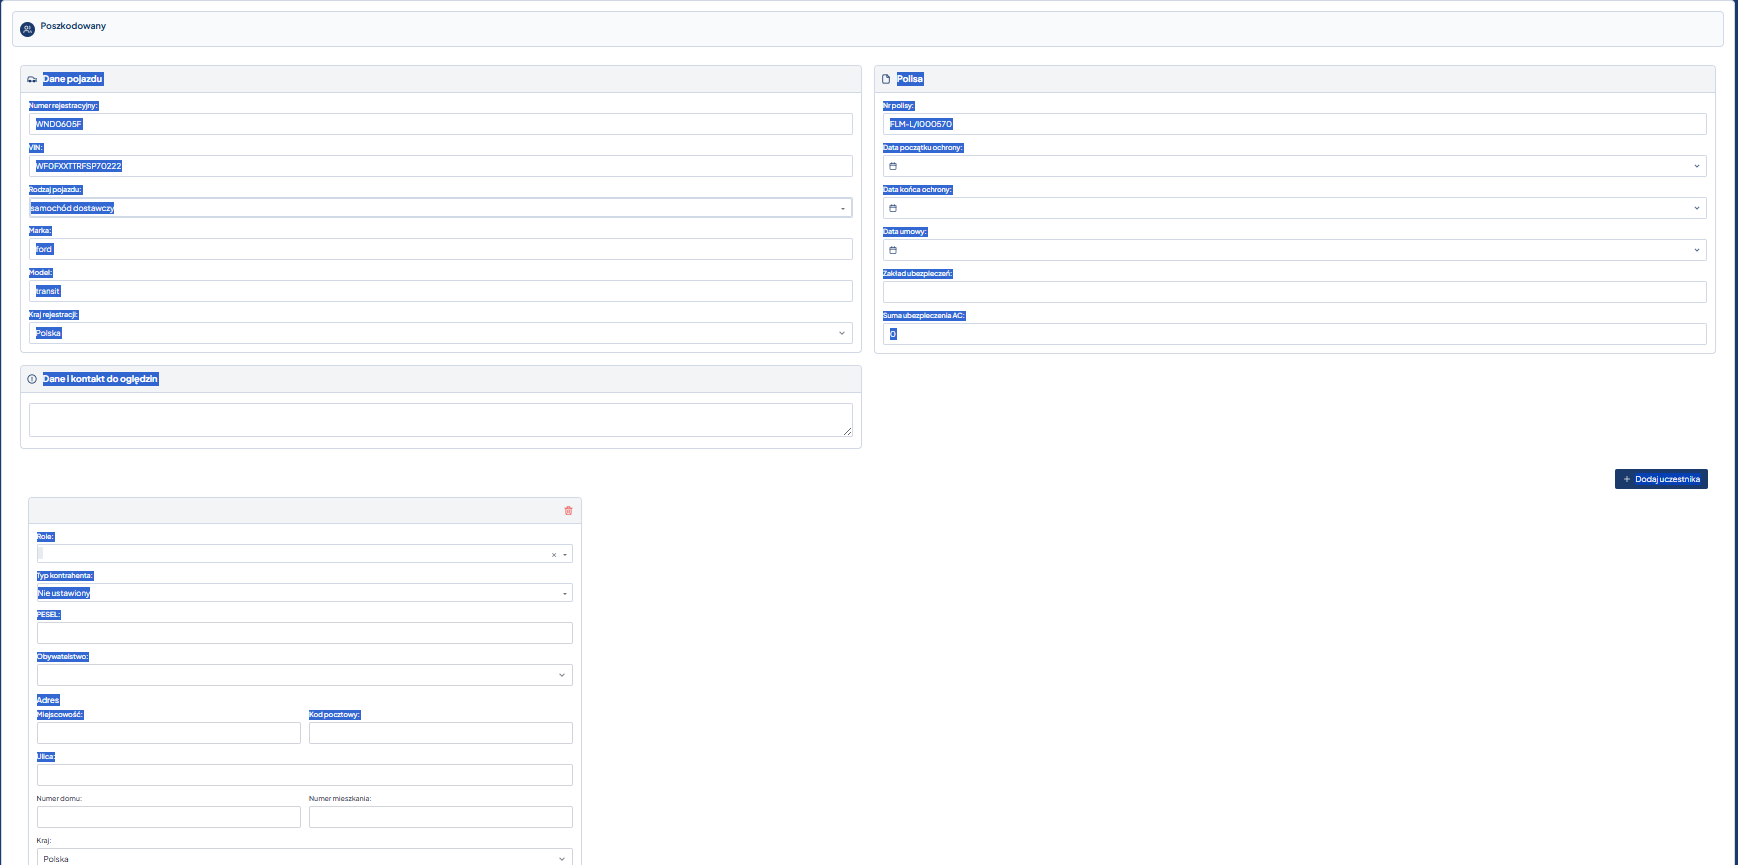 Poszkodowany
Dane pojazdu
Numer rejestracyjny:
WND0605F
VIN:
WF0FXXTTRFSP70222
Rodzaj pojazdu:
samochód dostawczy
Marka:
ford
Model:
transit
Kraj rejestracji:
Polska
Polisa
Nr polisy:
FLM-L/1000570
Data początku ochrony:
Data końca ochrony:
Data umowy:
Zakład ubezpieczeń:
Suma ubezpieczenia AC:
0
Dane i kontakt do oględzin
+ Dodaj uczestnika
Role:
Typ kontrahenta:
Nie ustawiony
PESEL:
Obywatelstwo:
Adres
Miejscowość: Kod pocztowy:
Ulica:
Numer domu: Numer mieszkania:
Kraj:
Polska